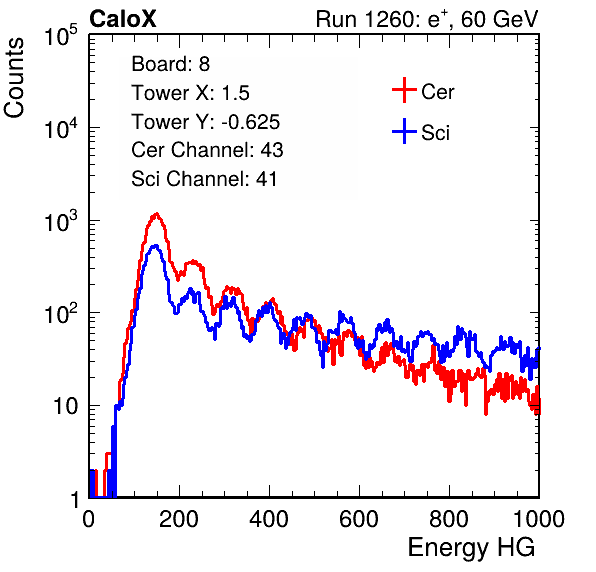 CaloX Run 1260: e⁺, 60 GeV
Counts
10⁵
10⁴
10³
10²
10
1
Board: 8
Tower X: 1.5
Tower Y: -0.625
Cer Channel: 43
Sci Channel: 41
Cer
Sci
0 200 400 600 800 1000
Energy HG